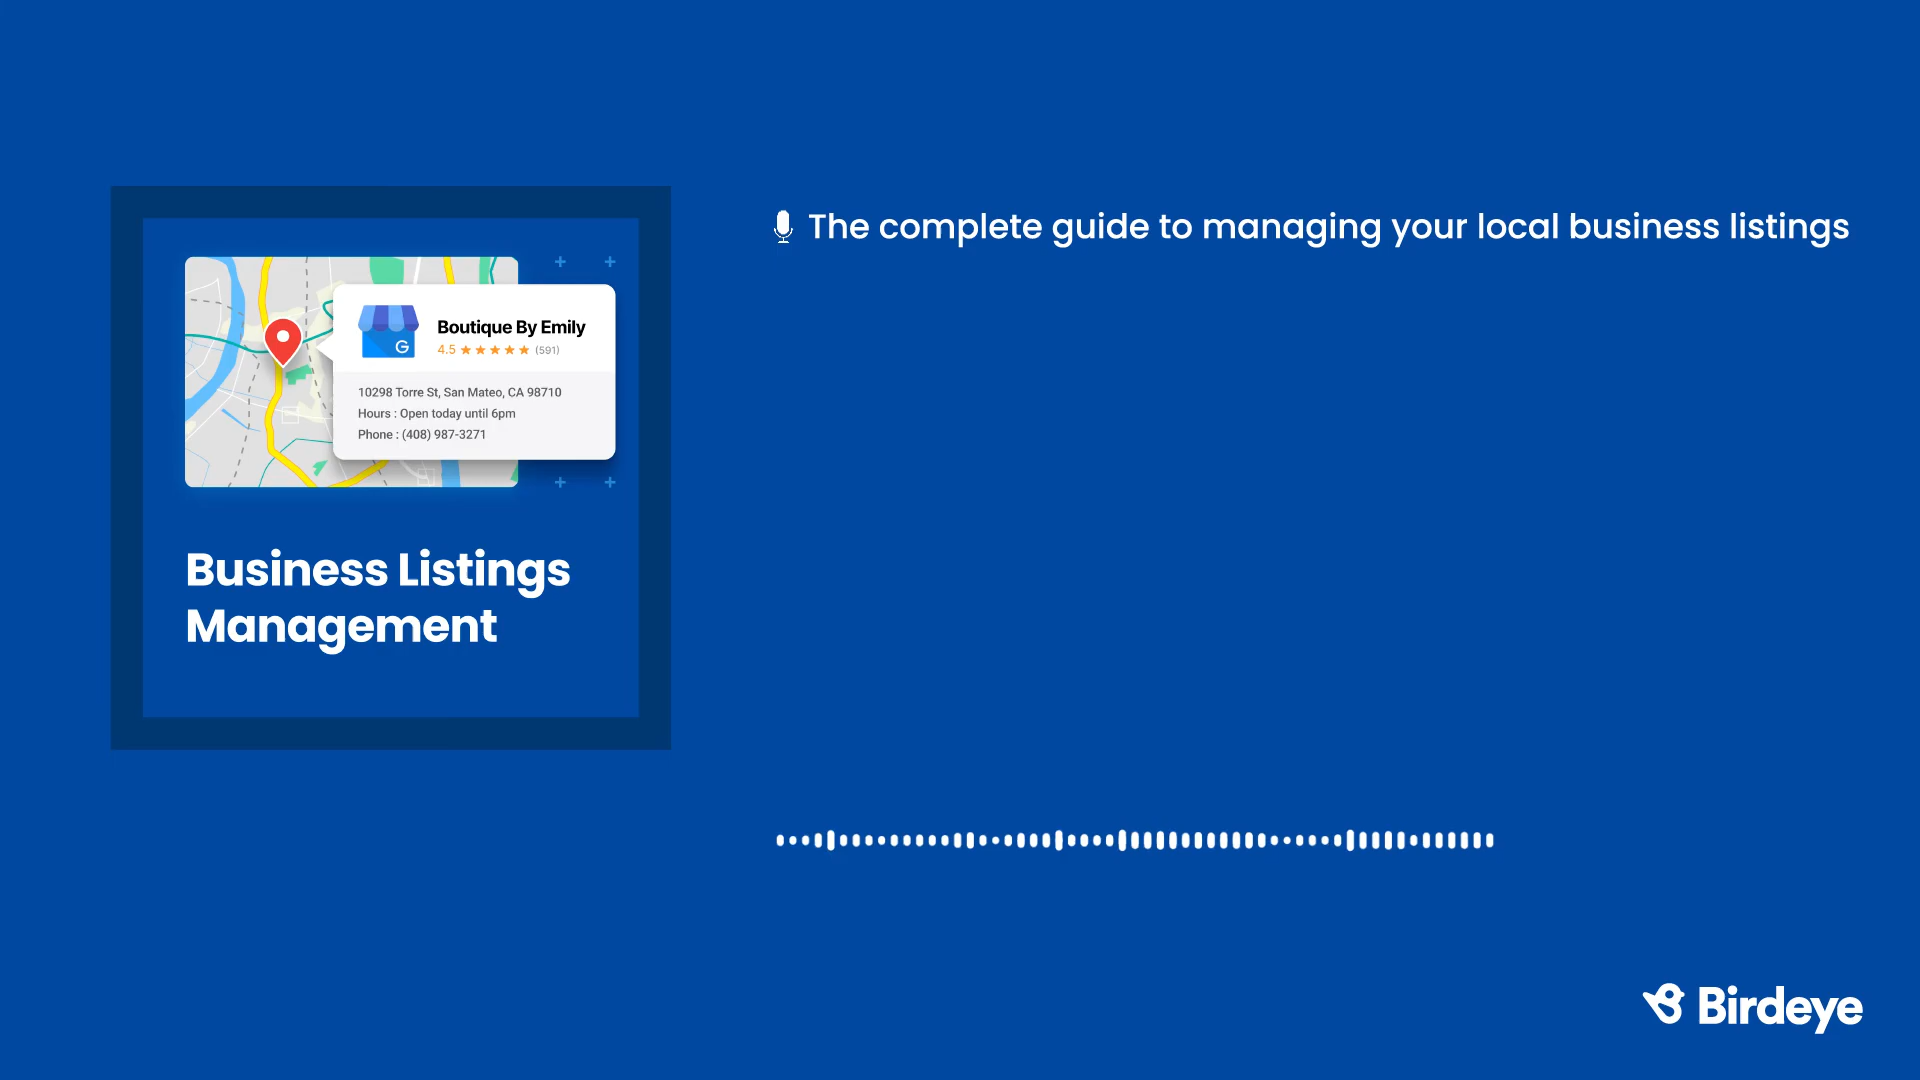 The complete guide to managing your local business listings
Boutique By Emily
4.5 ★★★★★ (591)
G
10298 Torre St, San Mateo, CA 98710
Hours : Open today until 6pm
Phone : (408) 987-3271
Business Listings
Management
Birdeye